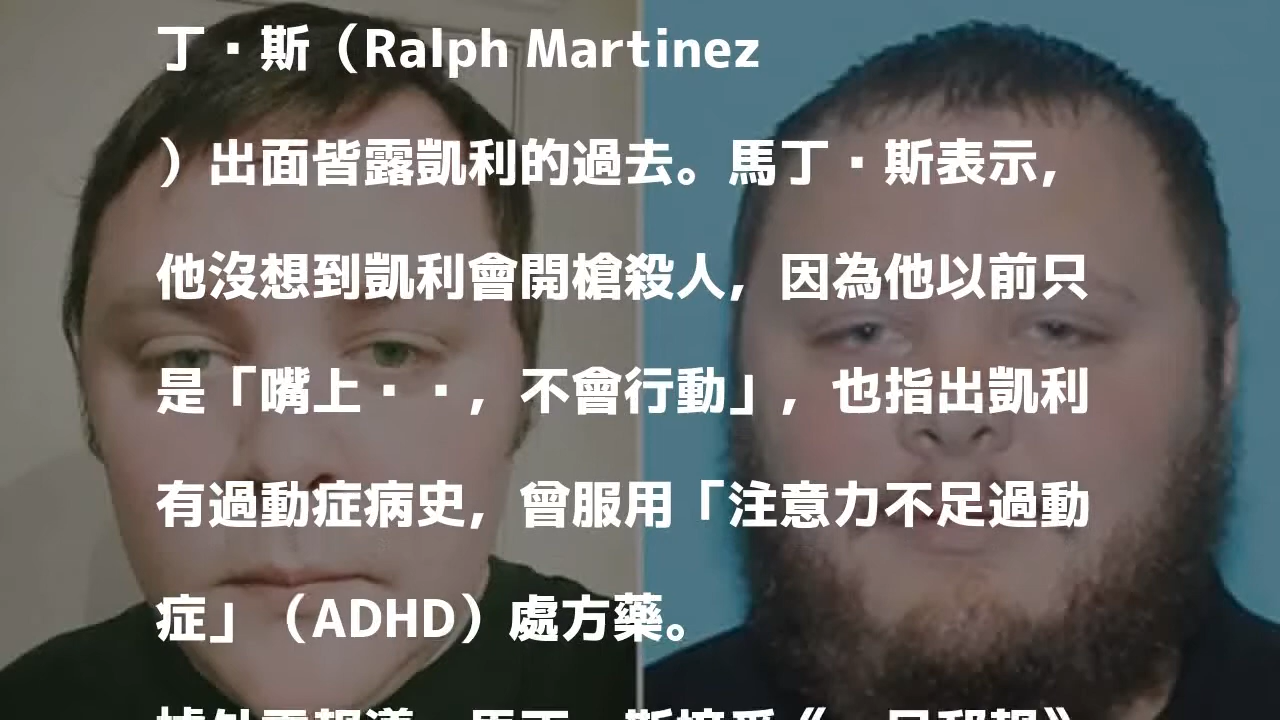 丁·斯（Ralph Martinez
）出面皆露凱利的過去。馬丁·斯表示，
他沒想到凱利會開槍殺人，因為他以前只
是「嘴上··，不會行動」，也指出凱利
有過動症病史，曾服用「注意力不足過動
症」（ADHD）處方藥。